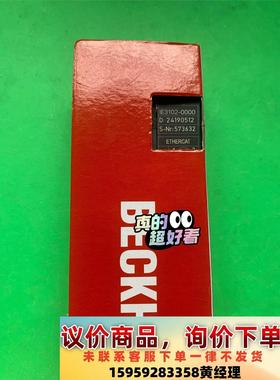 IE3102-0000
D: 24190512
S-Nr: 573632
ETHERCAT
BECKH
真的
超好看
议价商品，询价下单
未联系客服下单一律不发货
15959283358黄经理